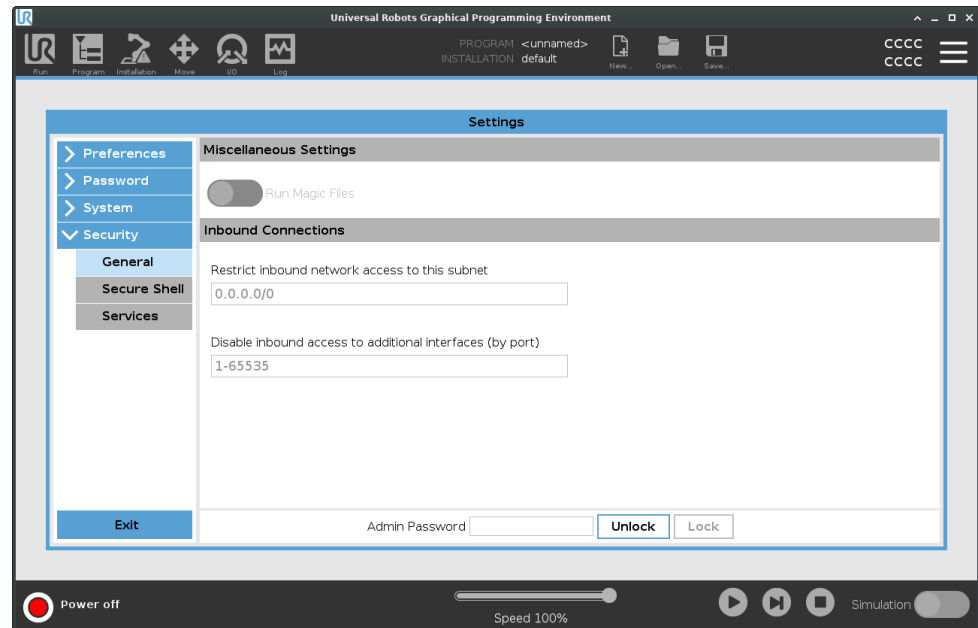 Universal Robots Graphical Programming Environment
UR
Run
Program
Installation
Move
I/O
Log
PROGRAM <unnamed>
INSTALLATION default
New...
Open...
Save...
CCCC
CCCC
Settings
Preferences
Password
System
Security
General
Secure Shell
Services
Exit
Miscellaneous Settings
Run Magic Files
Inbound Connections
Restrict inbound network access to this subnet
0.0.0.0/0
Disable inbound access to additional interfaces (by port)
1-65535
Admin Password
Unlock
Lock
Power off
Speed 100%
Simulation